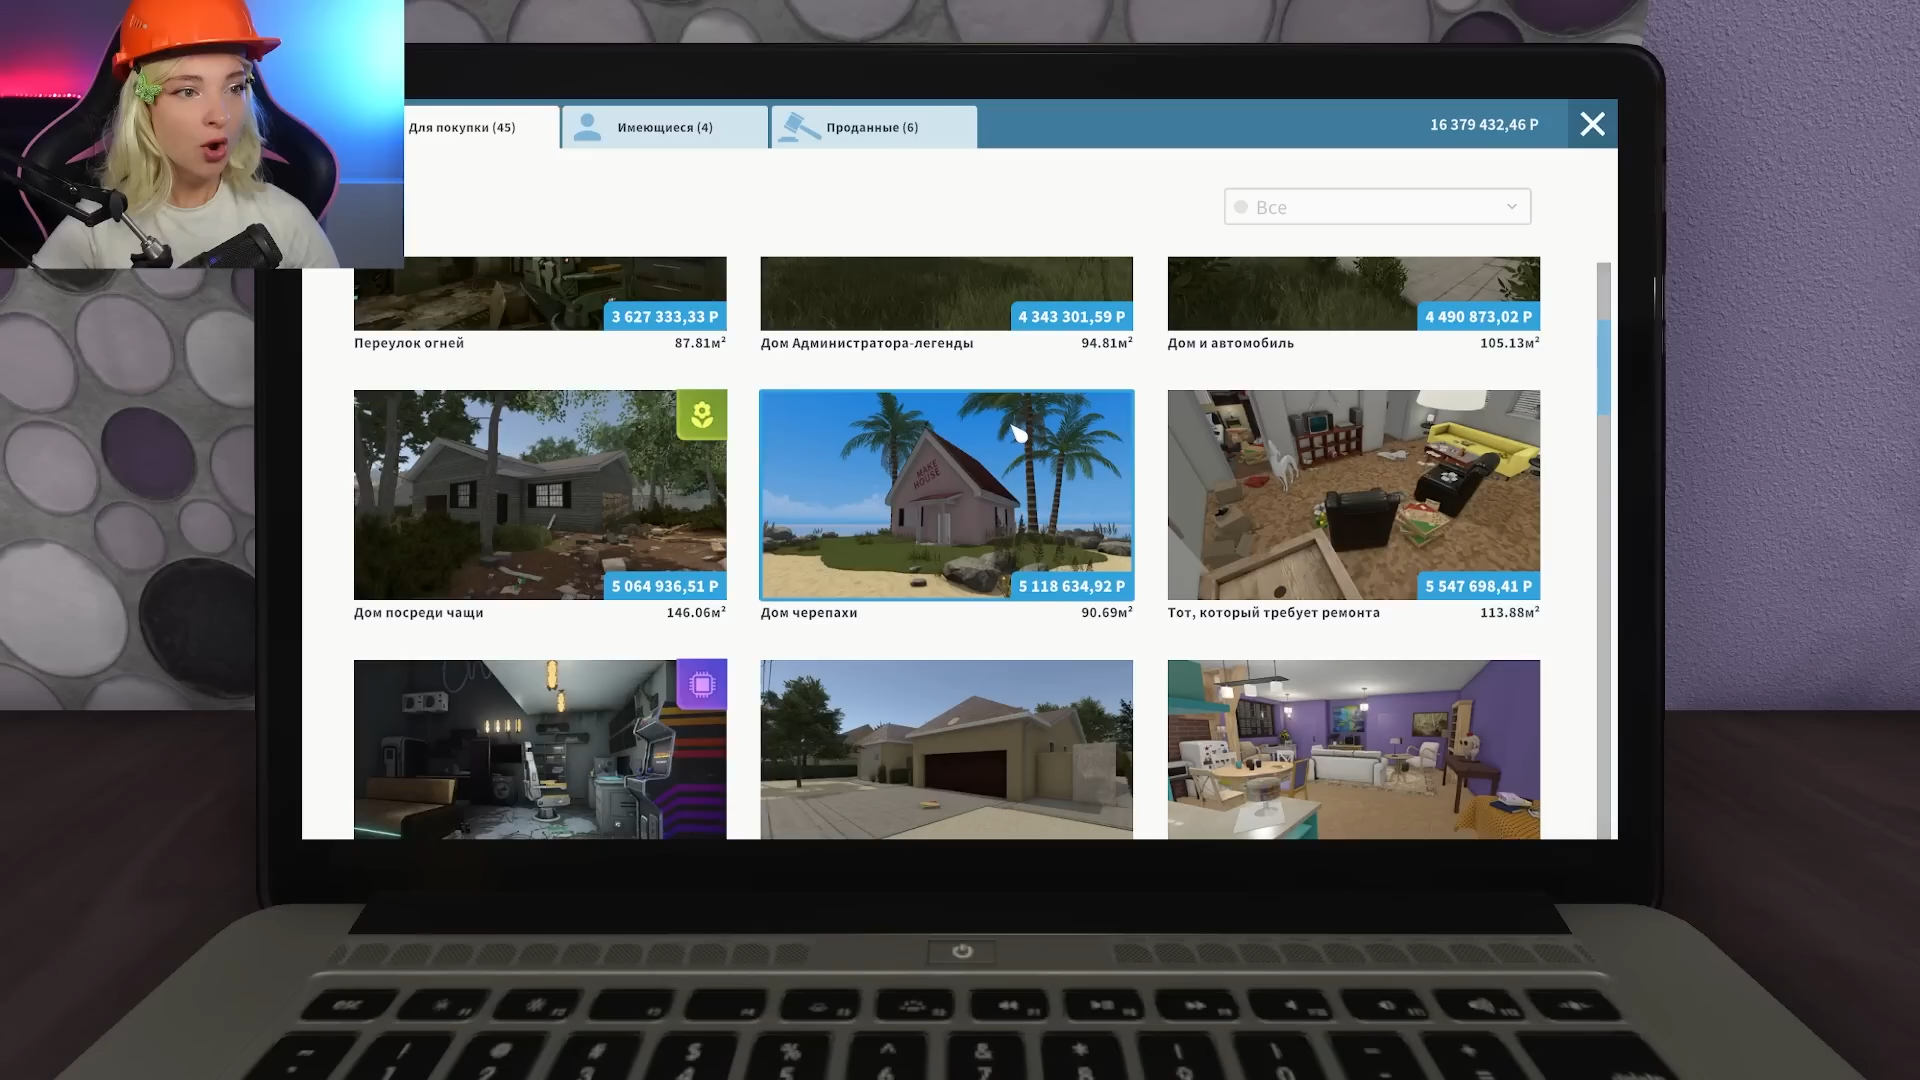 Для покупки (45)
Имеющиеся (4)
Проданные (6)
16 379 432,46 Р
Все
3 627 333,33 Р
4 343 301,59 Р
4 490 873,02 Р
Переулок огней
87.81м²
Дом Администратора-легенды
94.81м²
Дом и автомобиль
105.13м²
MAKE
HOUSE
5 064 936,51 Р
5 118 634,92 Р
5 547 698,41 Р
Дом посреди чащи
146.06м²
Дом черепахи
90.69м²
Тот, который требует ремонта
113.88м²
esc